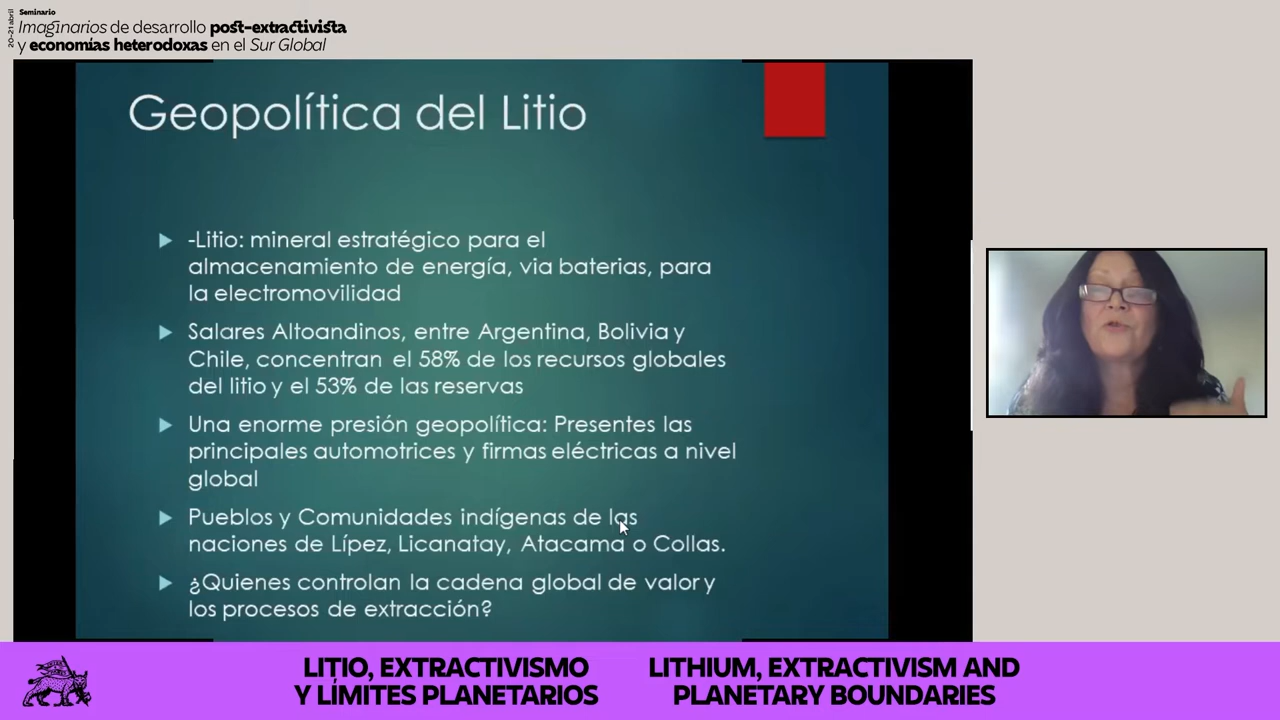 20-21 abril
Seminario
Imaginarios de desarrollo post-extractivista
y economías heterodoxas en el Sur Global
Geopolítica del Litio
-Litio: mineral estratégico para el
almacenamiento de energía, via baterias, para
la electromovilidad
Salares Altoandinos, entre Argentina, Bolivia y
Chile, concentran el 58% de los recursos globales
del litio y el 53% de las reservas
Una enorme presión geopolítica: Presentes las
principales automotrices y firmas eléctricas a nivel
global
Pueblos y Comunidades indígenas de las
naciones de Lípez, Licanatay, Atacama o Collas.
¿Quienes controlan la cadena global de valor y
los procesos de extracción?
LITIO, EXTRACTIVISMO
Y LÍMITES PLANETARIOS
LITHIUM, EXTRACTIVISM AND
PLANETARY BOUNDARIES